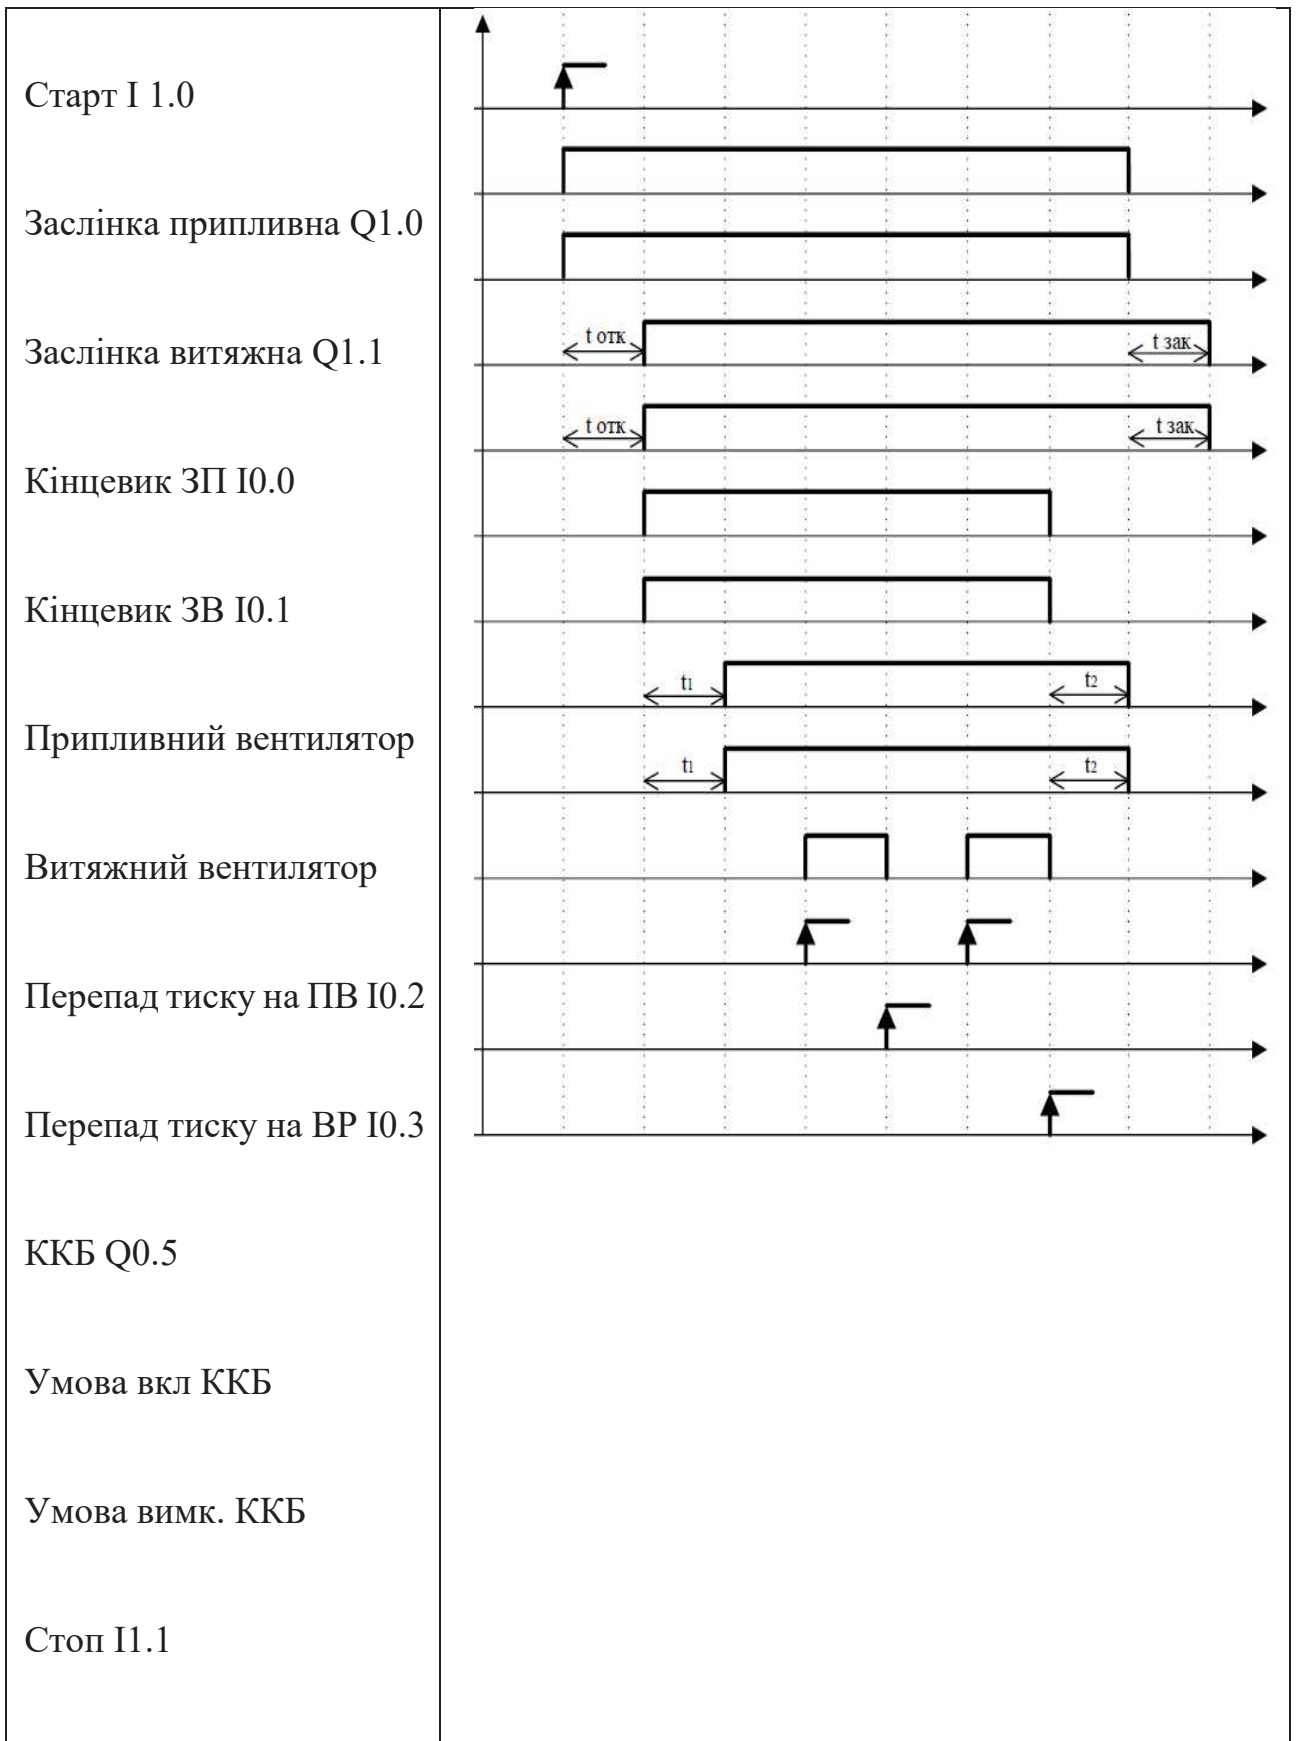 Старт I 1.0
Заслінка припливна Q1.0
Заслінка витяжна Q1.1
Кінцевик ЗП I0.0
Кінцевик ЗВ I0.1
Припливний вентилятор
Витяжний вентилятор
Перепад тиску на ПВ I0.2
Перепад тиску на ВР I0.3
ККБ Q0.5
Умова вкл ККБ
Умова вимк. ККБ
Стоп I1.1
t отк t зак
t отк t зак
t1 t2
t1 t2